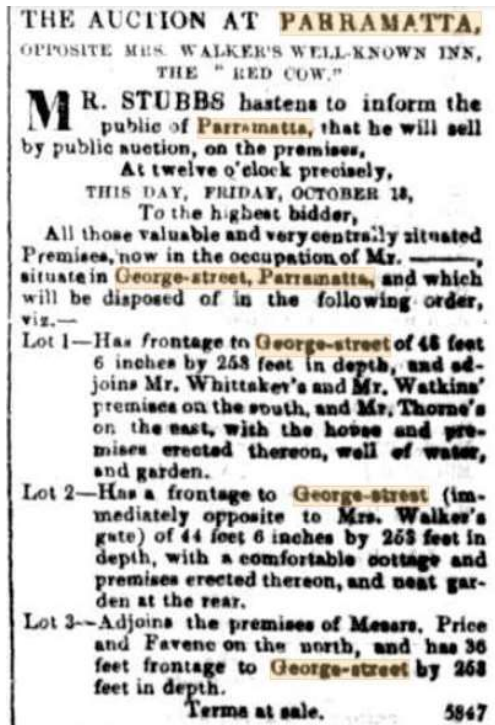 THE AUCTION AT PARRAMATTA,
OPPOSITE MRS. WALKER'S WELL-KNOWN INN,
THE "RED COW."
MR. STUBBS hastens to inform the
public of Parramatta, that he will sell
by public auction, on the premises,
At twelve o'clock precisely,
THIS DAY, FRIDAY, OCTOBER 18,
To the highest bidder,
All those valuable and very centrally situated
Premises, now in the occupation of Mr. ———,
situate in George-street, Parramatta, and which
will be disposed of in the following order,
viz.—
Lot 1—Has frontage to George-street of 48 feet
6 inches by 258 feet in depth, and ad-
joins Mr. Whittaker's and Mr. Watkins'
premises on the south, and Mr. Thorne's
on the east, with the house and pre-
mises erected thereon, well of water,
and garden.
Lot 2—Has a frontage to George-street (im-
mediately opposite to Mrs. Walker's
gate) of 44 feet 6 inches by 253 feet in
depth, with a comfortable cottage and
premises erected thereon, and neat gar-
den at the rear.
Lot 3—Adjoins the premises of Messrs. Price
and Favenc on the north, and has 36
feet frontage to George-street by 258
feet in depth.
Terms at sale. 5847